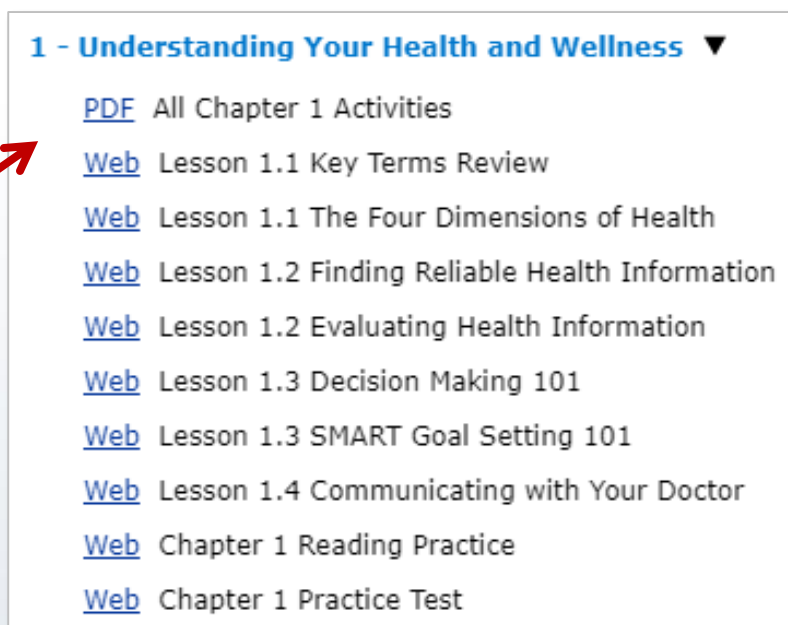 1 - Understanding Your Health and Wellness ▼
PDF All Chapter 1 Activities
Web Lesson 1.1 Key Terms Review
Web Lesson 1.1 The Four Dimensions of Health
Web Lesson 1.2 Finding Reliable Health Information
Web Lesson 1.2 Evaluating Health Information
Web Lesson 1.3 Decision Making 101
Web Lesson 1.3 SMART Goal Setting 101
Web Lesson 1.4 Communicating with Your Doctor
Web Chapter 1 Reading Practice
Web Chapter 1 Practice Test